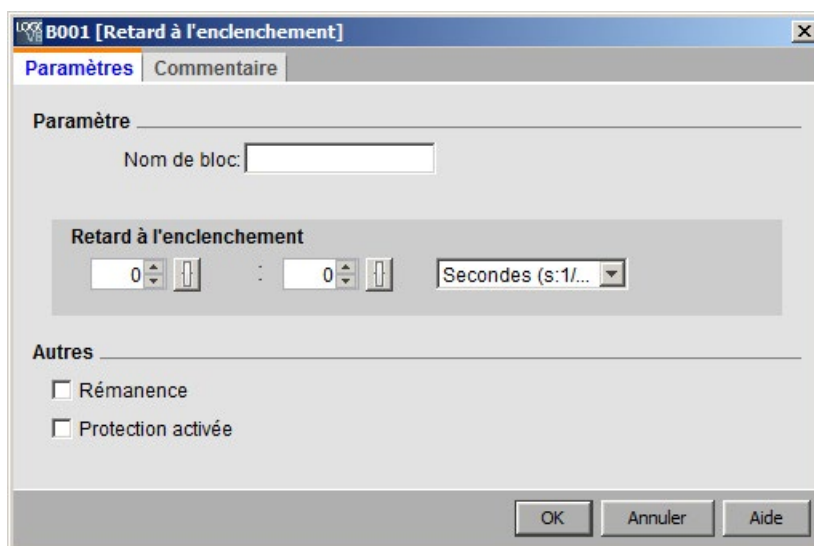 B001 [Retard à l'enclenchement]
Paramètres Commentaire
Paramètre
Nom de bloc:
Retard à l'enclenchement
0 : 0 Secondes (s:1/...
Autres
Rémanence
Protection activée
OK Annuler Aide